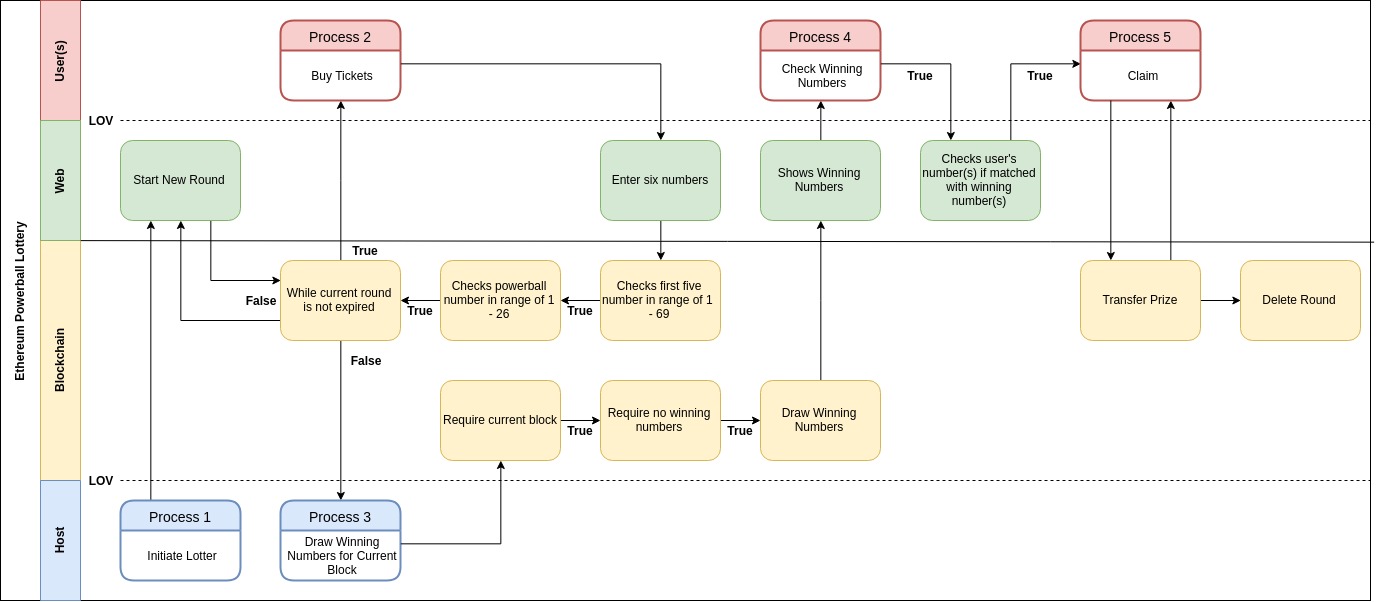 Ethereum Powerball Lottery
User(s)
Process 2
Buy Tickets
Process 4
Check Winning
Numbers
True
True
Process 5
Claim
LOV
Web
Start New Round
Enter six numbers
Shows Winning
Numbers
Checks user's
number(s) if matched
with winning
number(s)
Blockchain
True
False
While current round
is not expired
True
Checks powerball
number in range of 1
- 26
True
Checks first five
number in range of 1
- 69
Transfer Prize
Delete Round
False
Require current block
True
Require no winning
numbers
True
Draw Winning
Numbers
LOV
Host
Process 1
Initiate Lotter
Process 3
Draw Winning
Numbers for Current
Block